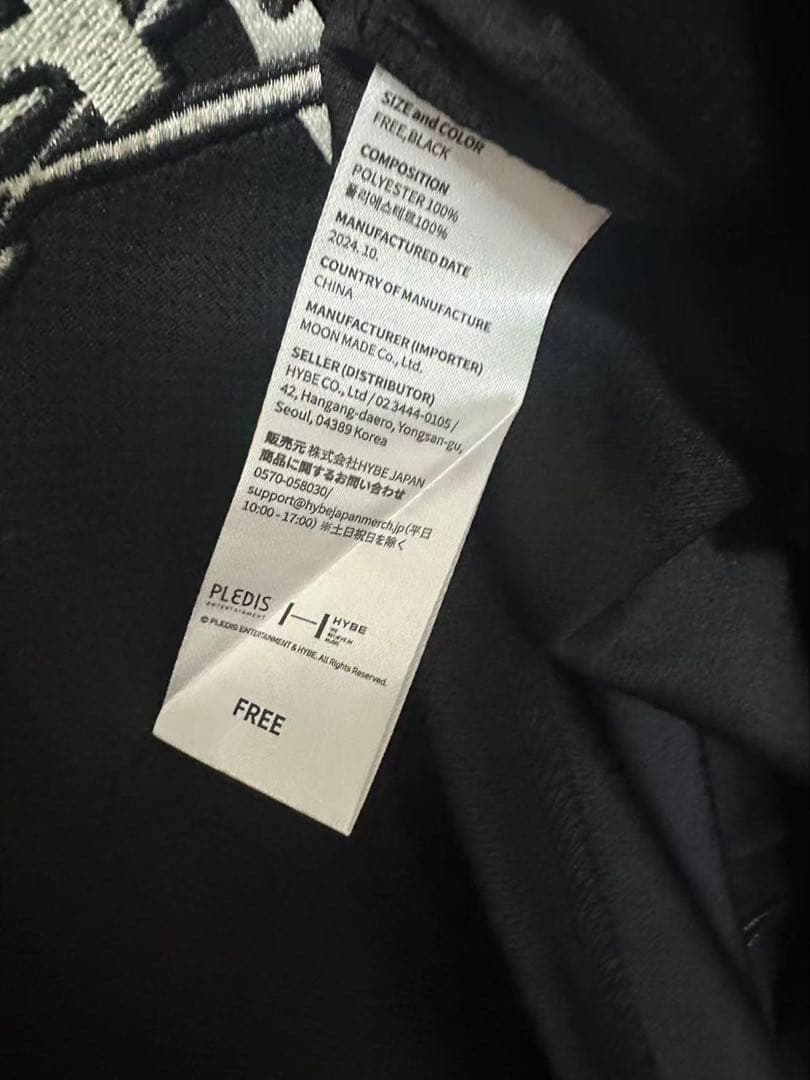 SIZE and COLOR
FREE,BLACK
COMPOSITION
POLYESTER 100%
폴리에스테르100%
MANUFACTURED DATE
2024.10.
COUNTRY OF MANUFACTURE
CHINA
MANUFACTURER (IMPORTER)
MOON MADE Co., Ltd.
SELLER (DISTRIBUTOR)
HYBE CO., Ltd / 02 3444-0105 /
42, Hangang-daero, Yongsan-gu,
Seoul, 04389 Korea
販売元 株式会社HYBE JAPAN
商品に関するお問い合わせ
0570-058030/
support@hybejapanmerch.jp (平日
10:00 - 17:00) ※土日祝日を除く
PLEDIS
ENTERTAINMENT
HYBE
© PLEDIS ENTERTAINMENT & HYBE. All Rights Reserved.
FREE